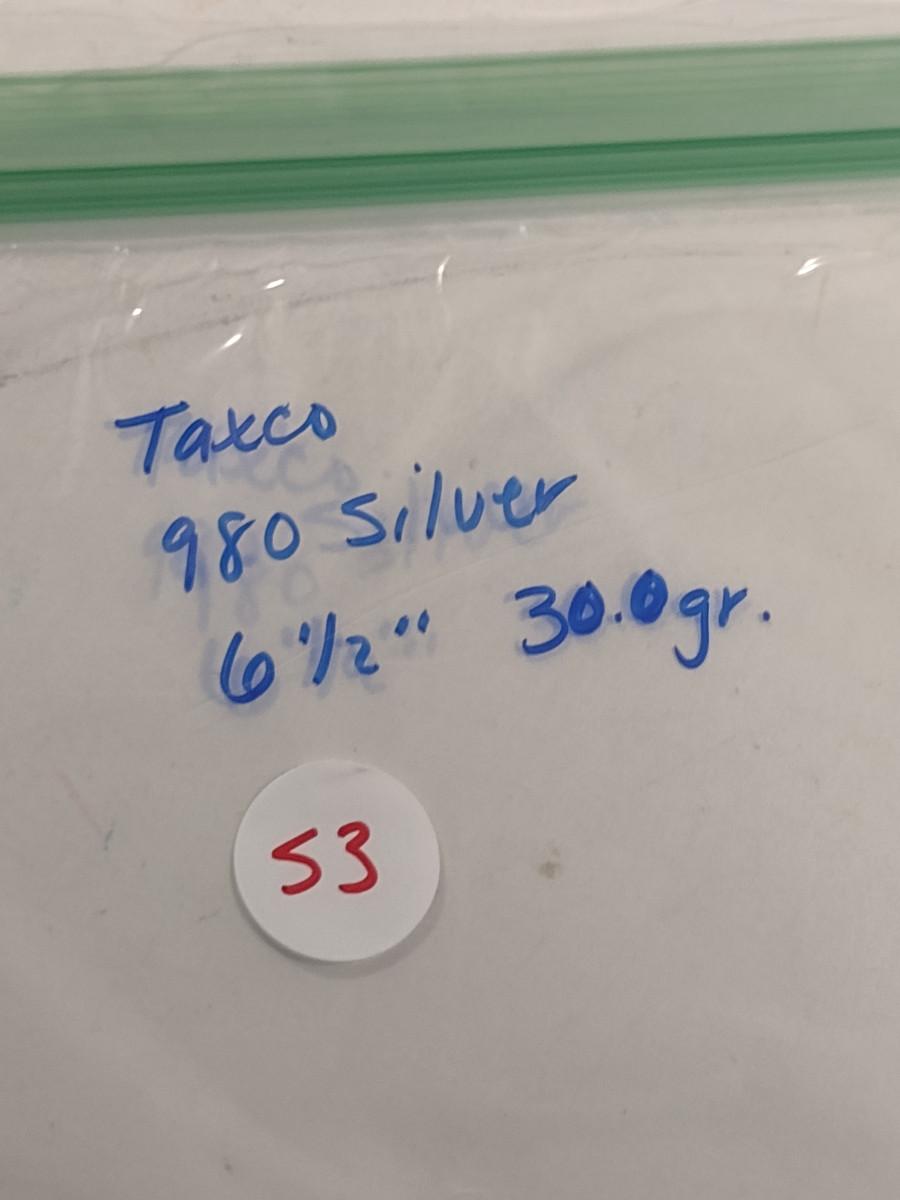 Taxco
980 silver
6 1/2" 30.0gr.
53